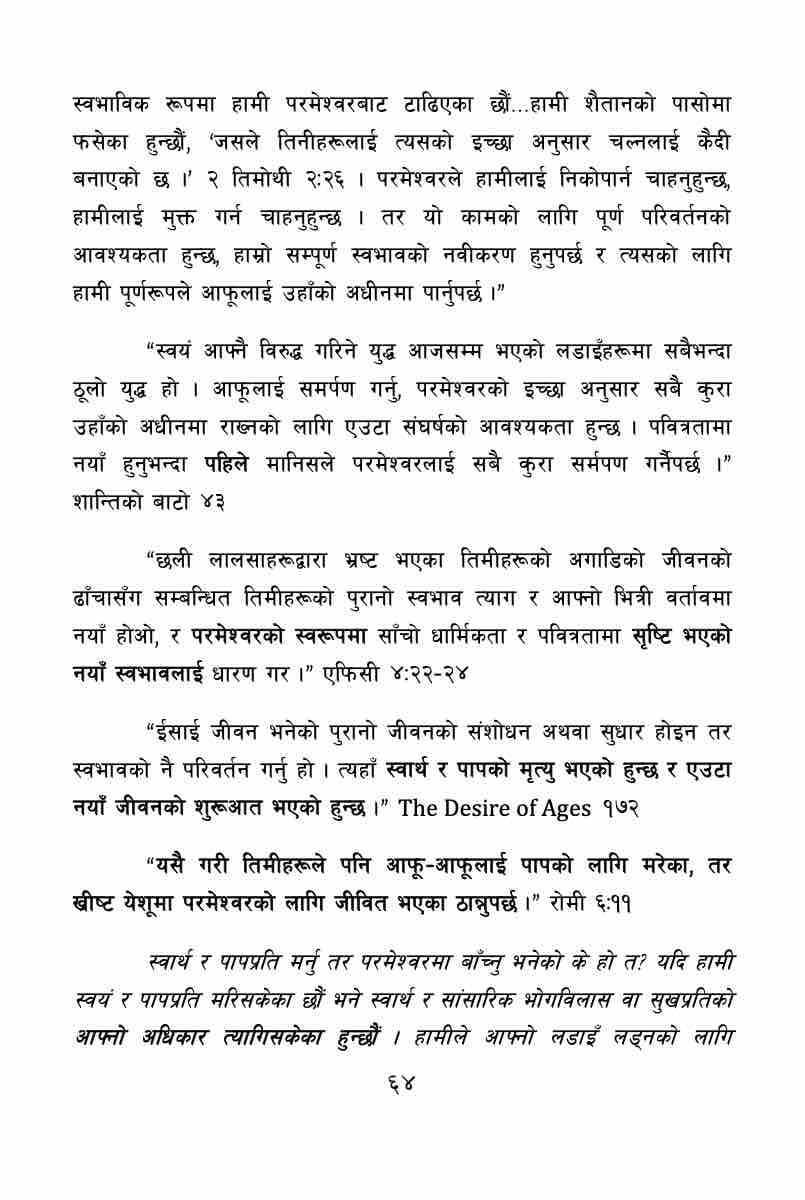 स्वभाविक रूपमा हामी परमेश्वरबाट टाढिएका छौं...हामी शैतानको पासोमा
फसेका हुन्छौं, ‘जसले तिनीहरूलाई त्यसको इच्छा अनुसार चल्नलाई कैदी
बनाएको छ ।’ २ तिमोथी २:२६ । परमेश्वरले हामीलाई निकोपार्न चाहनुहुन्छ,
हामीलाई मुक्त गर्न चाहनुहुन्छ । तर यो कामको लागि पूर्ण परिवर्तनको
आवश्यकता हुन्छ, हाम्रो सम्पूर्ण स्वभावको नवीकरण हुनुपर्छ र त्यसको लागि
हामी पूर्णरूपले आफूलाई उहाँको अधीनमा पार्नुपर्छ ।”
“स्वयं आफ्नै विरुद्ध गरिने युद्ध आजसम्म भएको लडाइँहरूमा सबैभन्दा
ठूलो युद्ध हो । आफूलाई समर्पण गर्नु, परमेश्वरको इच्छा अनुसार सबै कुरा
उहाँको अधीनमा राख्नको लागि एउटा संघर्षको आवश्यकता हुन्छ । पवित्रतामा
नयाँ हुनुभन्दा पहिले मानिसले परमेश्वरलाई सबै कुरा सर्मपण गर्नैपर्छ ।”
शान्तिको बाटो ४३
“छली लालसाहरूद्वारा भ्रष्ट भएका तिमीहरूको अगाडिको जीवनको
ढाँचासँग सम्बन्धित तिमीहरूको पुरानो स्वभाव त्याग र आफ्नो भित्री वर्तावमा
नयाँ होओ, र परमेश्वरको स्वरूपमा साँचो धार्मिकता र पवित्रतामा सृष्टि भएको
नयाँ स्वभावलाई धारण गर ।” एफिसी ४:२२-२४
“ईसाई जीवन भनेको पुरानो जीवनको संशोधन अथवा सुधार होइन तर
स्वभावको नै परिवर्तन गर्नु हो । त्यहाँ स्वार्थ र पापको मृत्यु भएको हुन्छ र एउटा
नयाँ जीवनको शुरूआत भएको हुन्छ ।” The Desire of Ages १७२
“यसै गरी तिमीहरूले पनि आफू-आफूलाई पापको लागि मरेका, तर
ख्रीष्ट येशूमा परमेश्वरको लागि जीवित भएका ठान्नुपर्छ ।” रोमी ६:११
स्वार्थ र पापप्रति मर्नु तर परमेश्वरमा बाँच्नु भनेको के हो त? यदि हामी
स्वयं र पापप्रति मरिसकेका छौं भने स्वार्थ र सांसारिक भोगविलास वा सुखप्रतिको
आफ्नो अधिकार त्यागिसकेका हुन्छौं । हामीले आफ्नो लडाइँ लड्नको लागि
६४